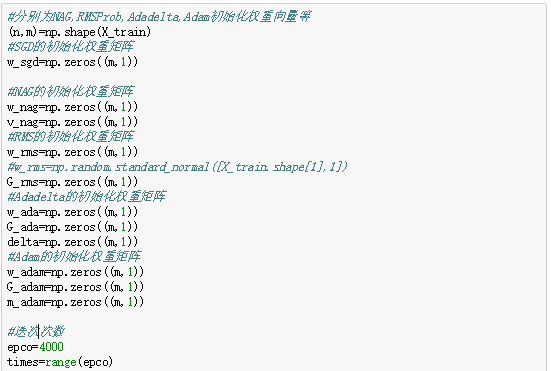 #分别为NAG,RMSProb,Adadelta,Adam初始化权重向量等
(n,m)=np.shape(X_train)
#SGD的初始化权重矩阵
w_sgd=np.zeros((m,1))
#NAG的初始化权重矩阵
w_nag=np.zeros((m,1))
v_nag=np.zeros((m,1))
#RMS的初始化权重矩阵
w_rms=np.zeros((m,1))
#w_rms=np.random.standard_normal([X_train.shape[1],1])
G_rms=np.zeros((m,1))
#Adadelta的初始化权重矩阵
w_ada=np.zeros((m,1))
G_ada=np.zeros((m,1))
delta=np.zeros((m,1))
#Adam的初始化权重矩阵
w_adam=np.zeros((m,1))
G_adam=np.zeros((m,1))
m_adam=np.zeros((m,1))
#迭次次数
epco=4000
times=range(epco)